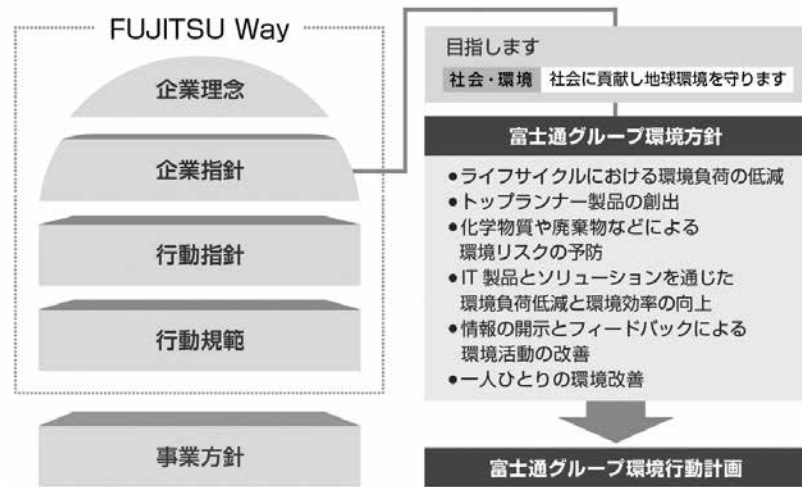 FUJITSU Way
企業理念
企業指針
行動指針
行動規範
事業方針
目指します
社会・環境 社会に貢献し地球環境を守ります
富士通グループ環境方針
●ライフサイクルにおける環境負荷の低減
●トップランナー製品の創出
●化学物質や廃棄物などによる
環境リスクの予防
●IT 製品とソリューションを通じた
環境負荷低減と環境効率の向上
●情報の開示とフィードバックによる
環境活動の改善
●一人ひとりの環境改善
富士通グループ環境行動計画